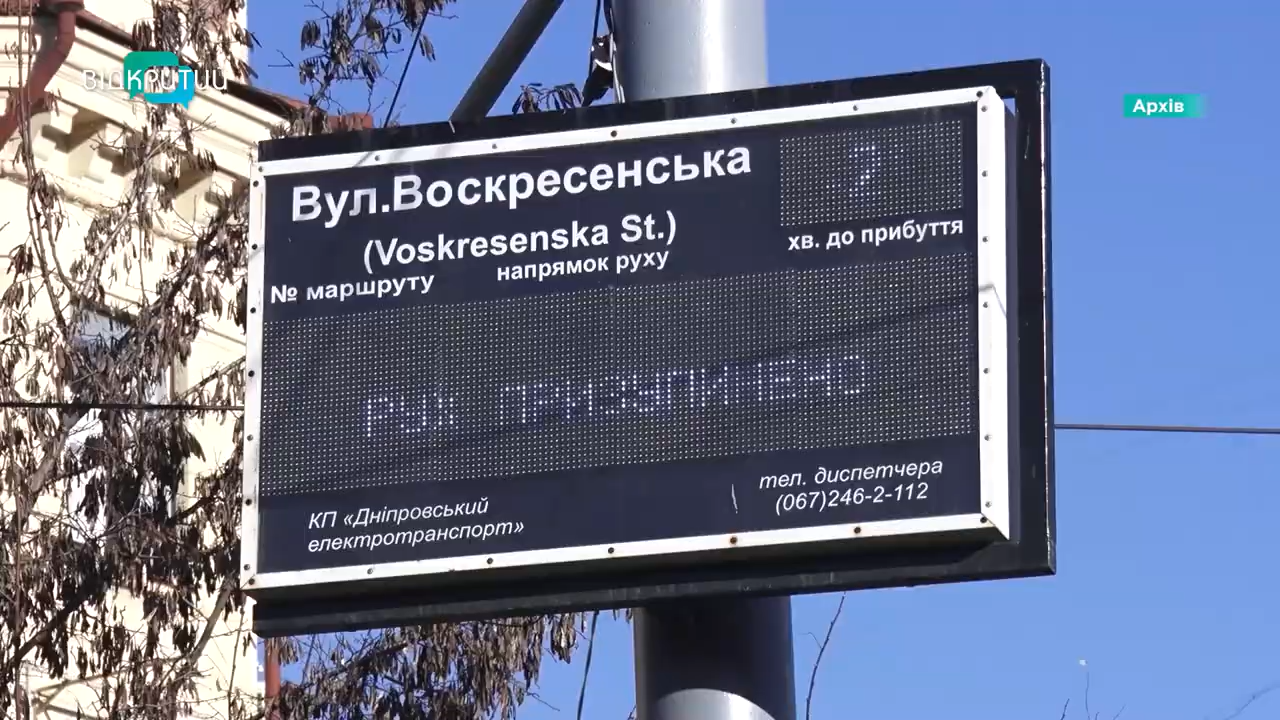 ВІДКРИТИЙ
Архів
Вул.Воскресенська
(Voskresenska St.)
хв. до прибуття
№ маршруту
напрямок руху
РУХ ПРИЗУПИНЕНО
КП «Дніпровський
електротранспорт»
тел. диспетчера
(067)246-2-112